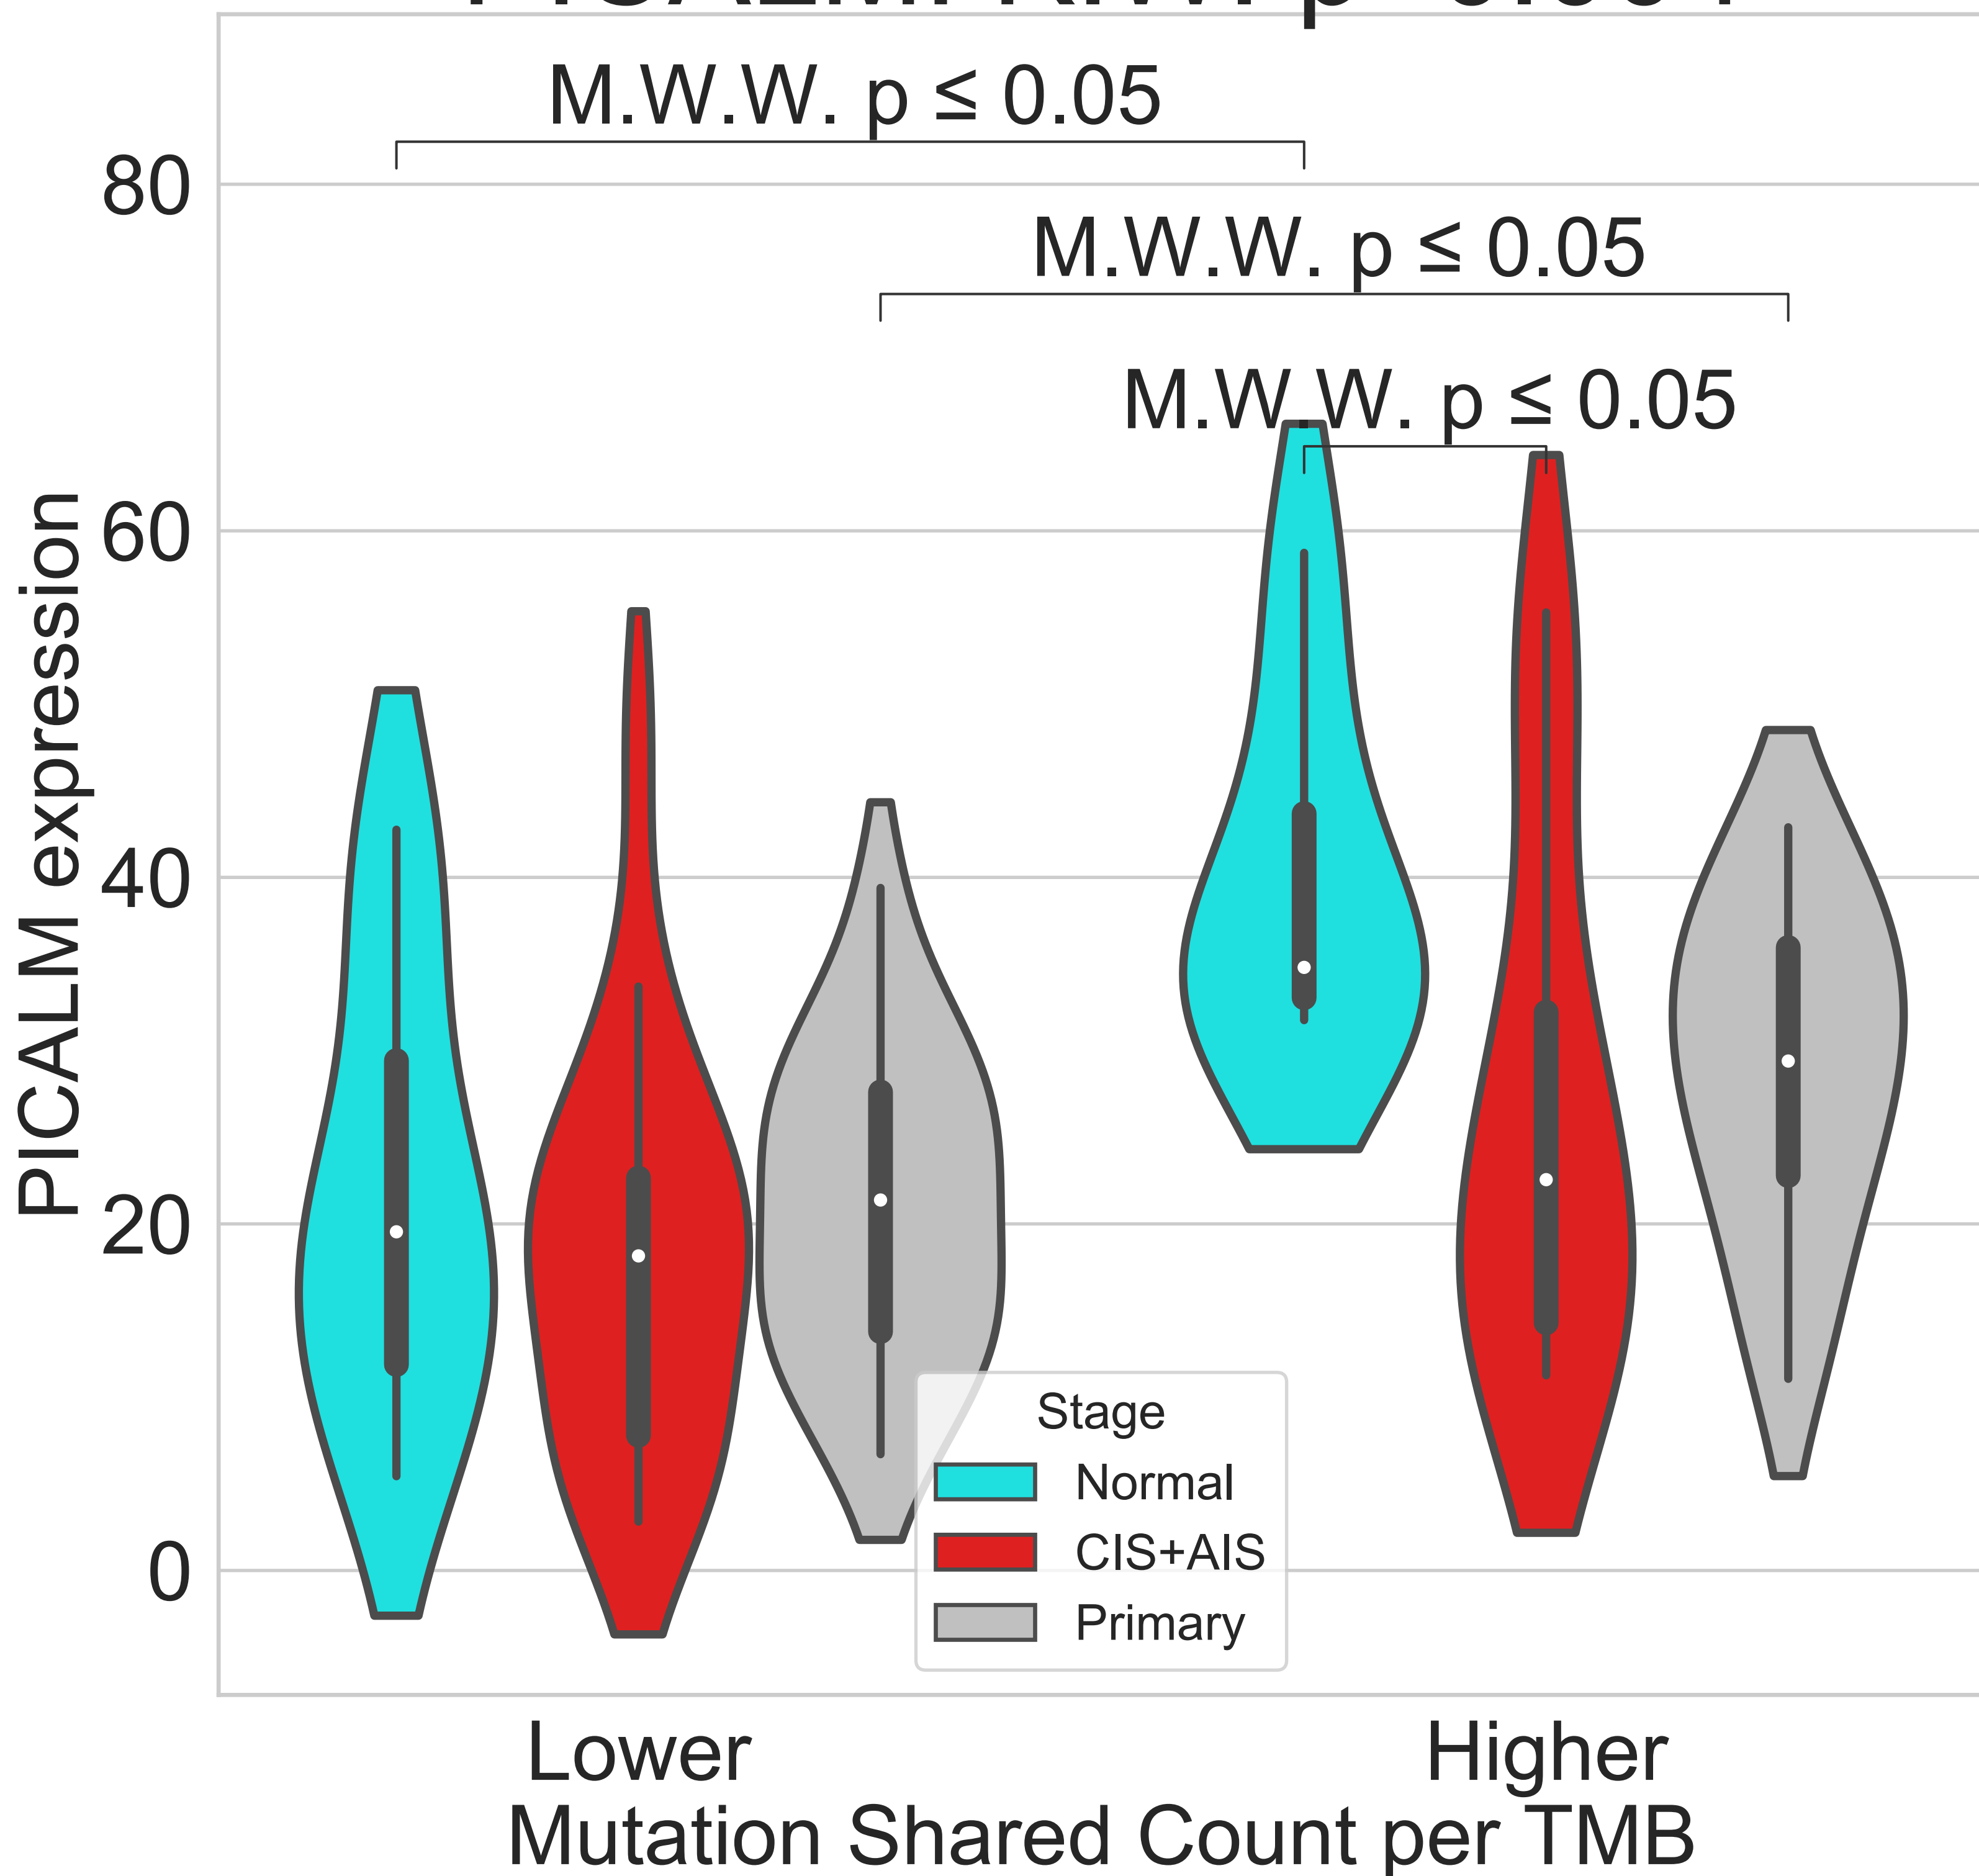 M.W.W. p ≤ 0.05
80
M.W.W. p ≤ 0.05
M.W.W. p ≤ 0.05
60
PICALM expression
40
20
0
Stage
Normal
CIS+AIS
Primary
Lower
Higher
Mutation Shared Count per TMB